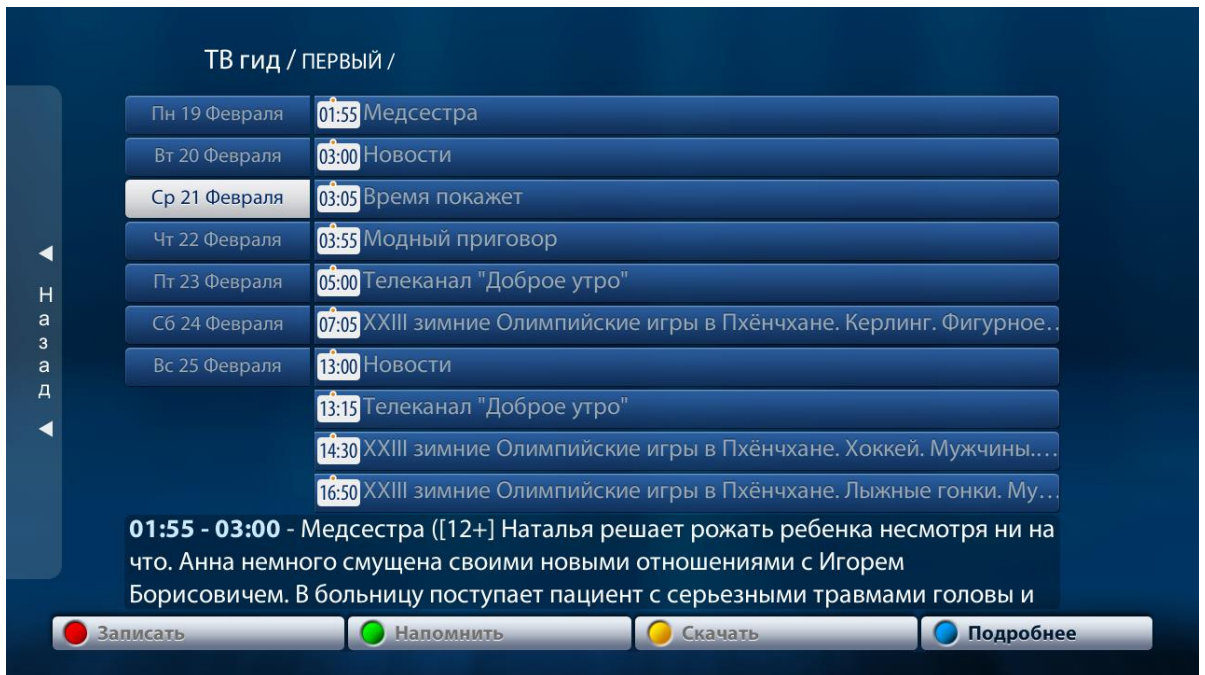 ТВ гид / ПЕРВЫЙ /
Пн 19 Февраля
Вт 20 Февраля
Ср 21 Февраля
Чт 22 Февраля
Пт 23 Февраля
Сб 24 Февраля
Вс 25 Февраля
01:55 Медсестра
03:00 Новости
03:05 Время покажет
03:55 Модный приговор
05:00 Телеканал "Доброе утро"
07:05 XXIII зимние Олимпийские игры в Пхёнчхане. Керлинг. Фигурное…
13:00 Новости
13:15 Телеканал "Доброе утро"
14:30 XXIII зимние Олимпийские игры в Пхёнчхане. Хоккей. Мужчины.…
16:50 XXIII зимние Олимпийские игры в Пхёнчхане. Лыжные гонки. Му…
Назад
01:55 - 03:00 - Медсестра ([12+] Наталья решает рожать ребенка несмотря ни на
что. Анна немного смущена своими новыми отношениями с Игорем
Борисовичем. В больницу поступает пациент с серьезными травмами головы и
Записать
Напомнить
Скачать
Подробнее